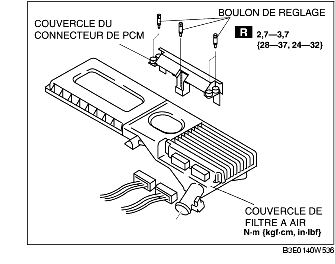 BOULON DE REGLAGE
COUVERCLE DU
CONNECTEUR DE PCM
R
2,7—3,7
{28—37, 24—32}
COUVERCLE DE
FILTRE A AIR
N·m {kgf·cm, in·lbf}
B3E0140W536